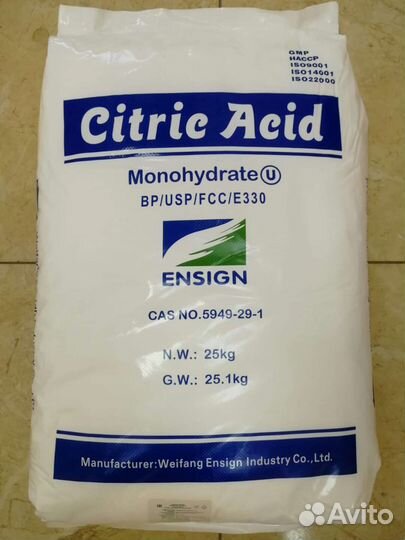 GMP
HACCP
ISO9001
ISO14001
ISO22000
Citric Acid
Monohydrate U
BP/USP/FCC/E330
ENSIGN
CAS NO.5949-29-1
N.W.: 25kg
G.W.: 25.1kg
Manufacturer:Weifang Ensign Industry Co.,Ltd.
Avito